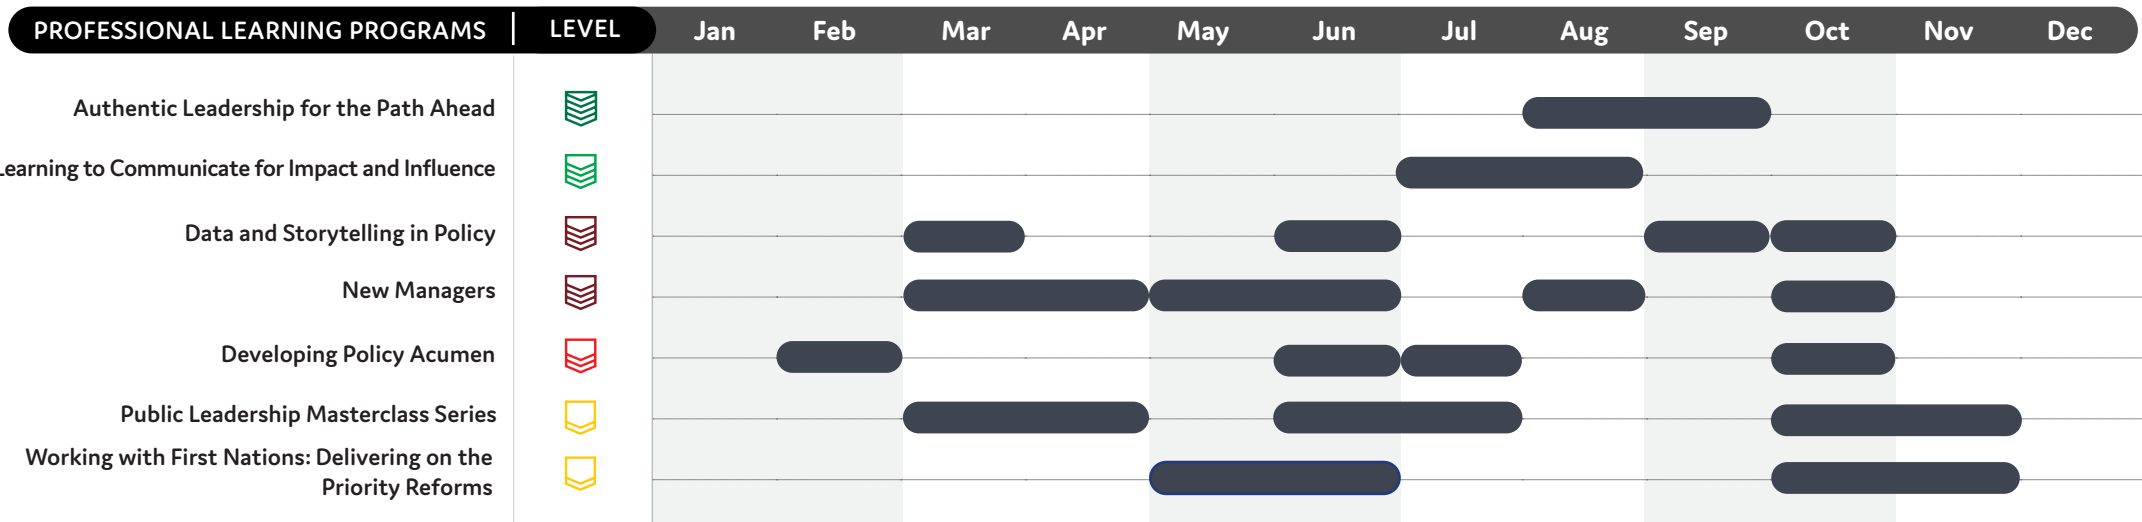 PROFESSIONAL LEARNING PROGRAMS LEVEL Jan Feb Mar Apr May Jun Jul Aug Sep Oct Nov Dec
Authentic Leadership for the Path Ahead
Learning to Communicate for Impact and Influence
Data and Storytelling in Policy
New Managers
Developing Policy Acumen
Public Leadership Masterclass Series
Working with First Nations: Delivering on the
Priority Reforms